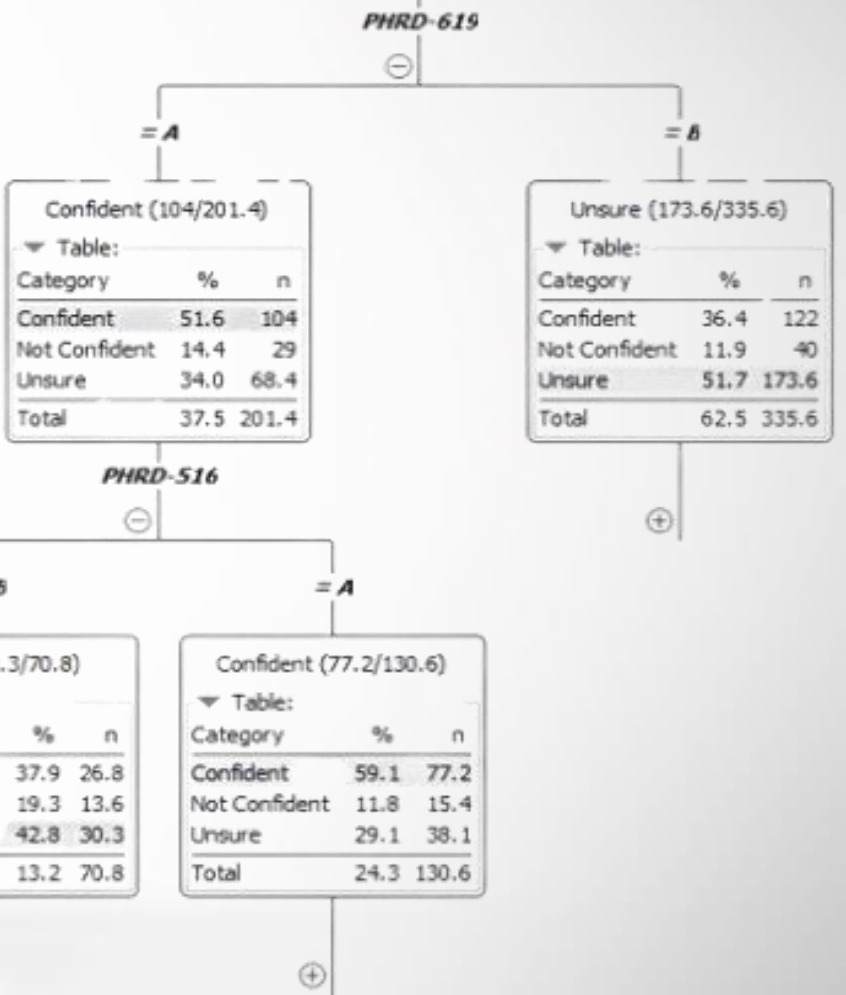 PHRD-619
= A
= B
Confident (104/201.4)
Table:
Category % n
Confident 51.6 104
Not Confident 14.4 29
Unsure 34.0 68.4
Total 37.5 201.4
Unsure (173.6/335.6)
Table:
Category % n
Confident 36.4 122
Not Confident 11.9 40
Unsure 51.7 173.6
Total 62.5 335.6
PHRD-516
= A
.3/70.8)
% n
37.9 26.8
19.3 13.6
42.8 30.3
13.2 70.8
Confident (77.2/130.6)
Table:
Category % n
Confident 59.1 77.2
Not Confident 11.8 15.4
Unsure 29.1 38.1
Total 24.3 130.6